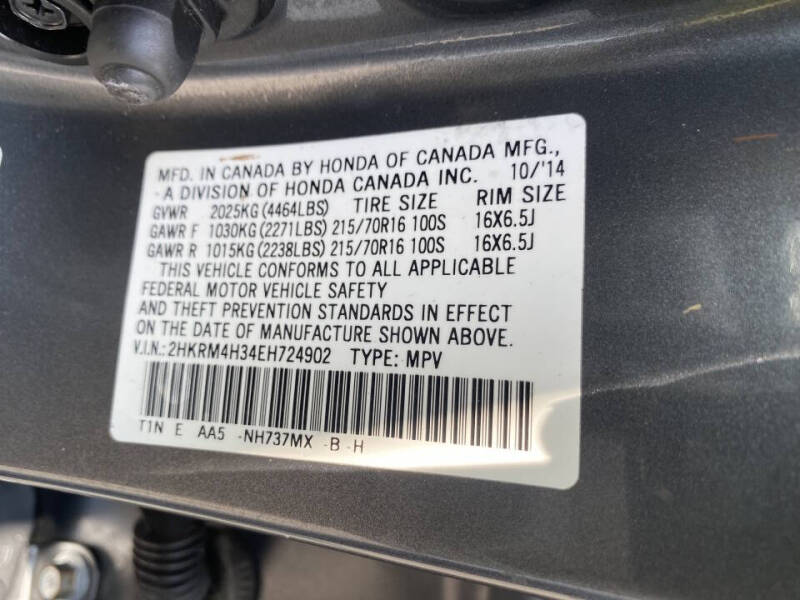 MFD. IN CANADA BY HONDA OF CANADA MFG.,
A DIVISION OF HONDA CANADA INC. 10/'14
GVWR 2025KG (4464LBS) TIRE SIZE RIM SIZE
GAWR F 1030KG (2271LBS) 215/70R16 100S 16X6.5J
GAWR R 1015KG (2238LBS) 215/70R16 100S 16X6.5J
THIS VEHICLE CONFORMS TO ALL APPLICABLE
FEDERAL MOTOR VEHICLE SAFETY
AND THEFT PREVENTION STANDARDS IN EFFECT
ON THE DATE OF MANUFACTURE SHOWN ABOVE.
V.I.N.: 2HKRM4H34EH724902 TYPE: MPV
T1N E AA5 -NH737MX -B -H